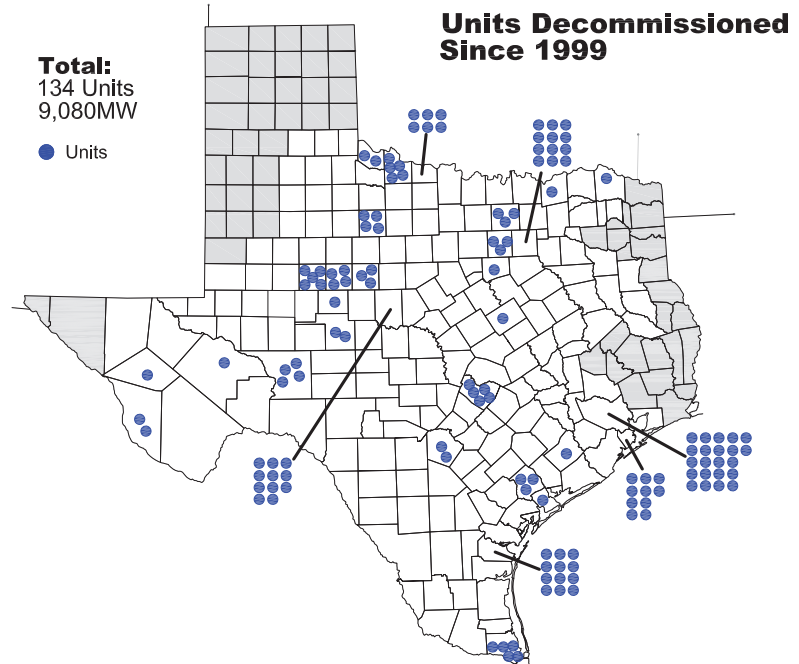 Units Decommissioned
Since 1999
Total:
134 Units
9,080MW
Units